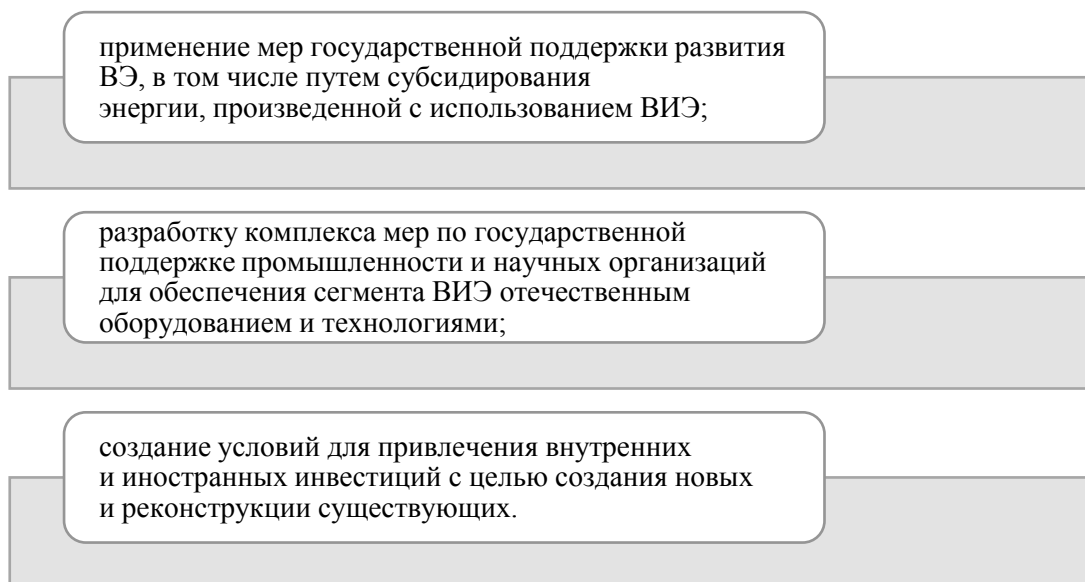 применение мер государственной поддержки развития
ВЭ, в том числе путем субсидирования
энергии, произведенной с использованием ВИЭ;
разработку комплекса мер по государственной
поддержке промышленности и научных организаций
для обеспечения сегмента ВИЭ отечественным
оборудованием и технологиями;
создание условий для привлечения внутренних
и иностранных инвестиций с целью создания новых
и реконструкции существующих.